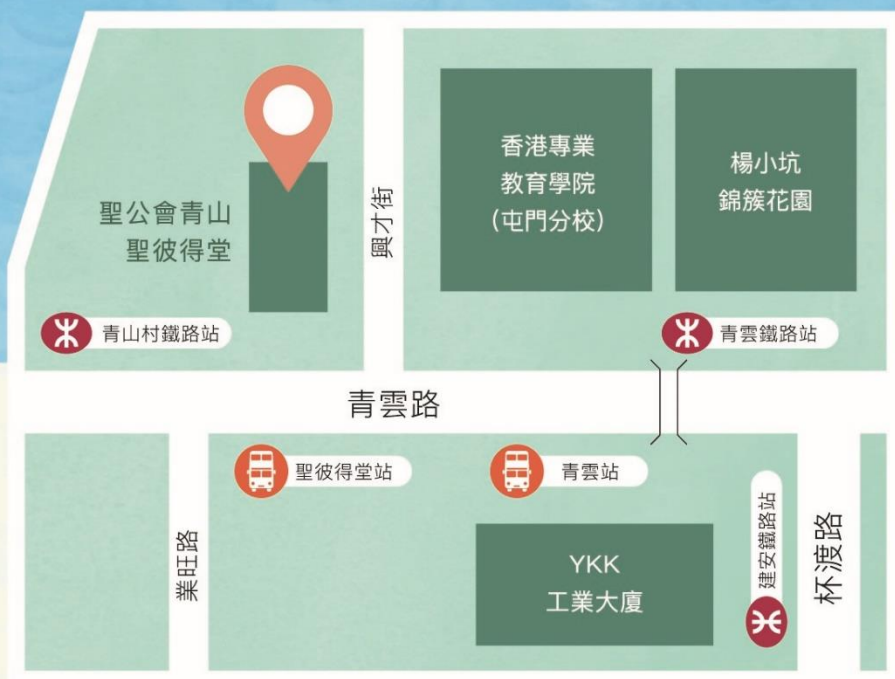 香港專業
教育學院
(屯門分校)
楊小坑
錦簇花園
聖公會青山
聖彼得堂
興才街
青山村鐵路站
青雲鐵路站
青雲路
聖彼得堂站
青雲站
業旺路
YKK
工業大廈
建安鐵路站
杯渡路